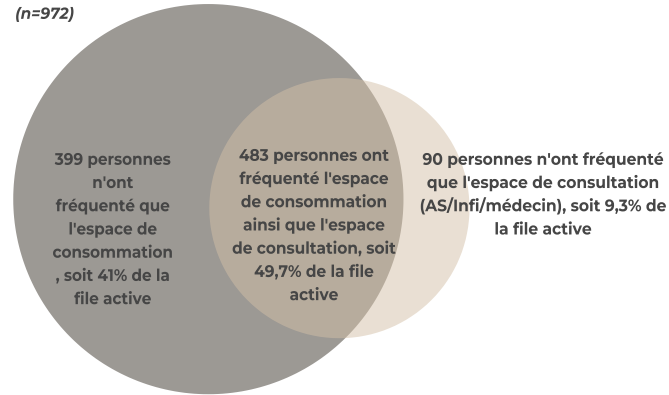 (n=972)
399 personnes
n'ont
fréquenté que
l'espace de
consommation
, soit 41% de la
file active
483 personnes ont
fréquenté l'espace
de consommation
ainsi que l'espace
de consultation, soit
49,7% de la file
active
90 personnes n'ont fréquenté
que l'espace de consultation
(AS/Infi/médecin), soit 9,3% de
la file active